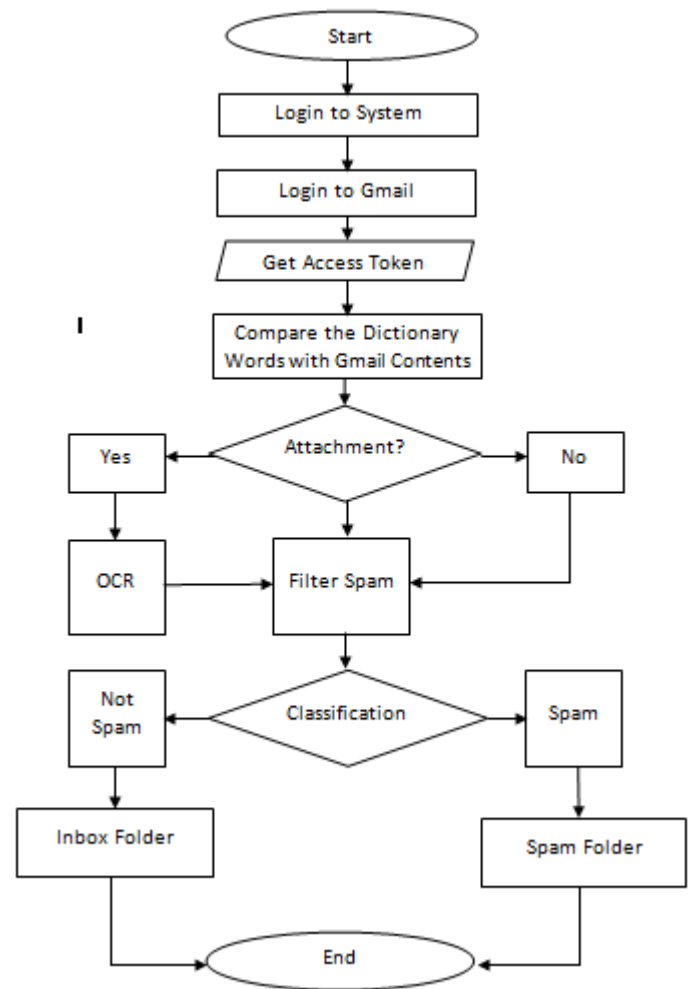 Start
Login to System
Login to Gmail
Get Access Token
I
Compare the Dictionary
Words with Gmail Contents
Attachment?
Yes
No
OCR
Filter Spam
Not
Spam
Classification
Spam
Inbox Folder
Spam Folder
End